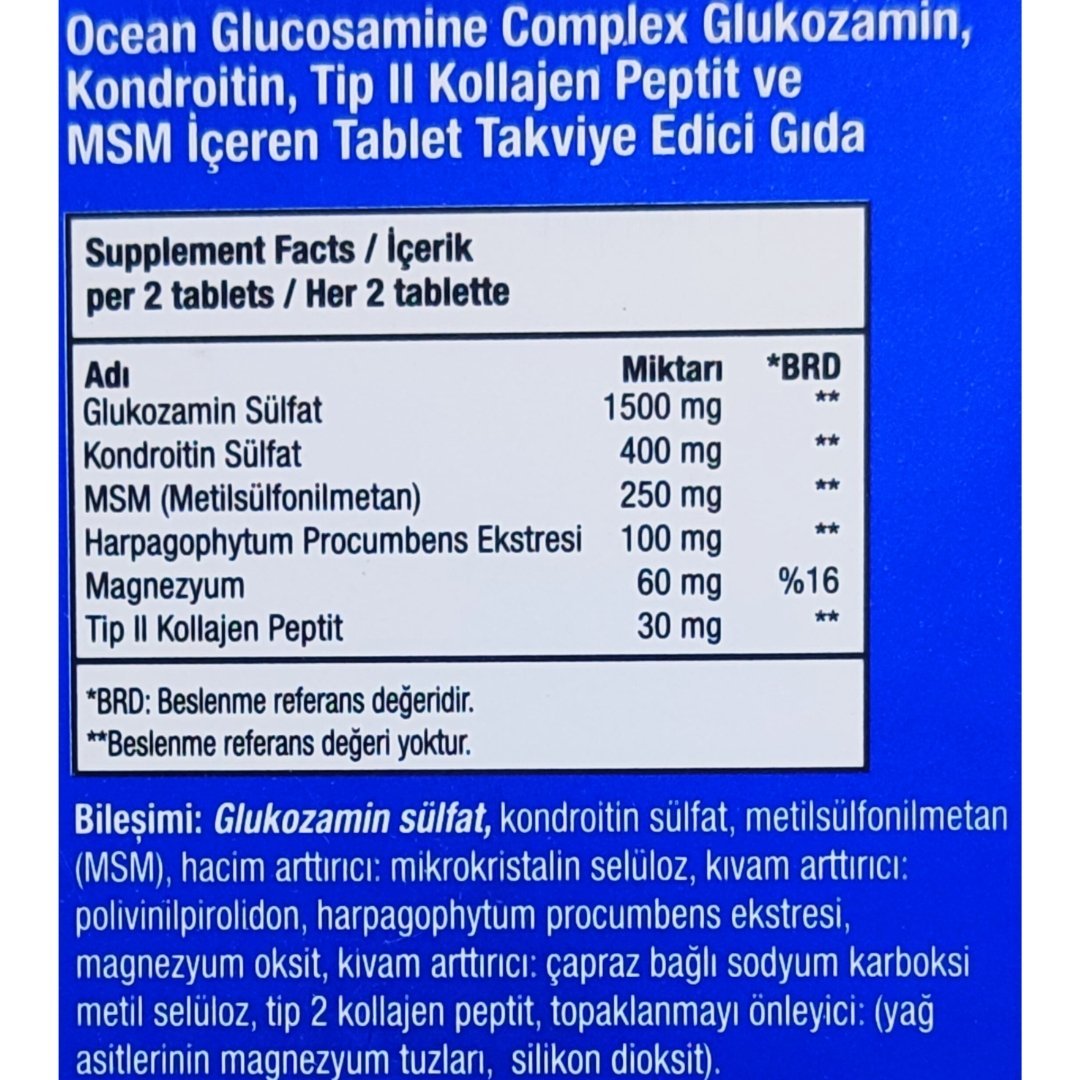 Ocean Glucosamine Complex Glukozamin,
Kondroitin, Tip II Kollajen Peptit ve
MSM İçeren Tablet Takviye Edici Gıda
Supplement Facts / İçerik
per 2 tablets / Her 2 tablette
Adı Miktarı *BRD
Glukozamin Sülfat 1500 mg **
Kondroitin Sülfat 400 mg **
MSM (Metilsülfonilmetan) 250 mg **
Harpagophytum Procumbens Ekstresi 100 mg **
Magnezyum 60 mg %16
Tip II Kollajen Peptit 30 mg **
*BRD: Beslenme referans değeridir.
**Beslenme referans değeri yoktur.
Bileşimi: Glukozamin sülfat, kondroitin sülfat, metilsülfonilmetan
(MSM), hacim arttırıcı: mikrokristalin selüloz, kıvam arttırıcı:
polivinilpirolidon, harpagophytum procumbens ekstresi,
magnezyum oksit, kıvam arttırıcı: çapraz bağlı sodyum karboksi
metil selüloz, tip 2 kollajen peptit, topaklanmayı önleyici: (yağ
asitlerinin magnezyum tuzları, silikon dioksit).